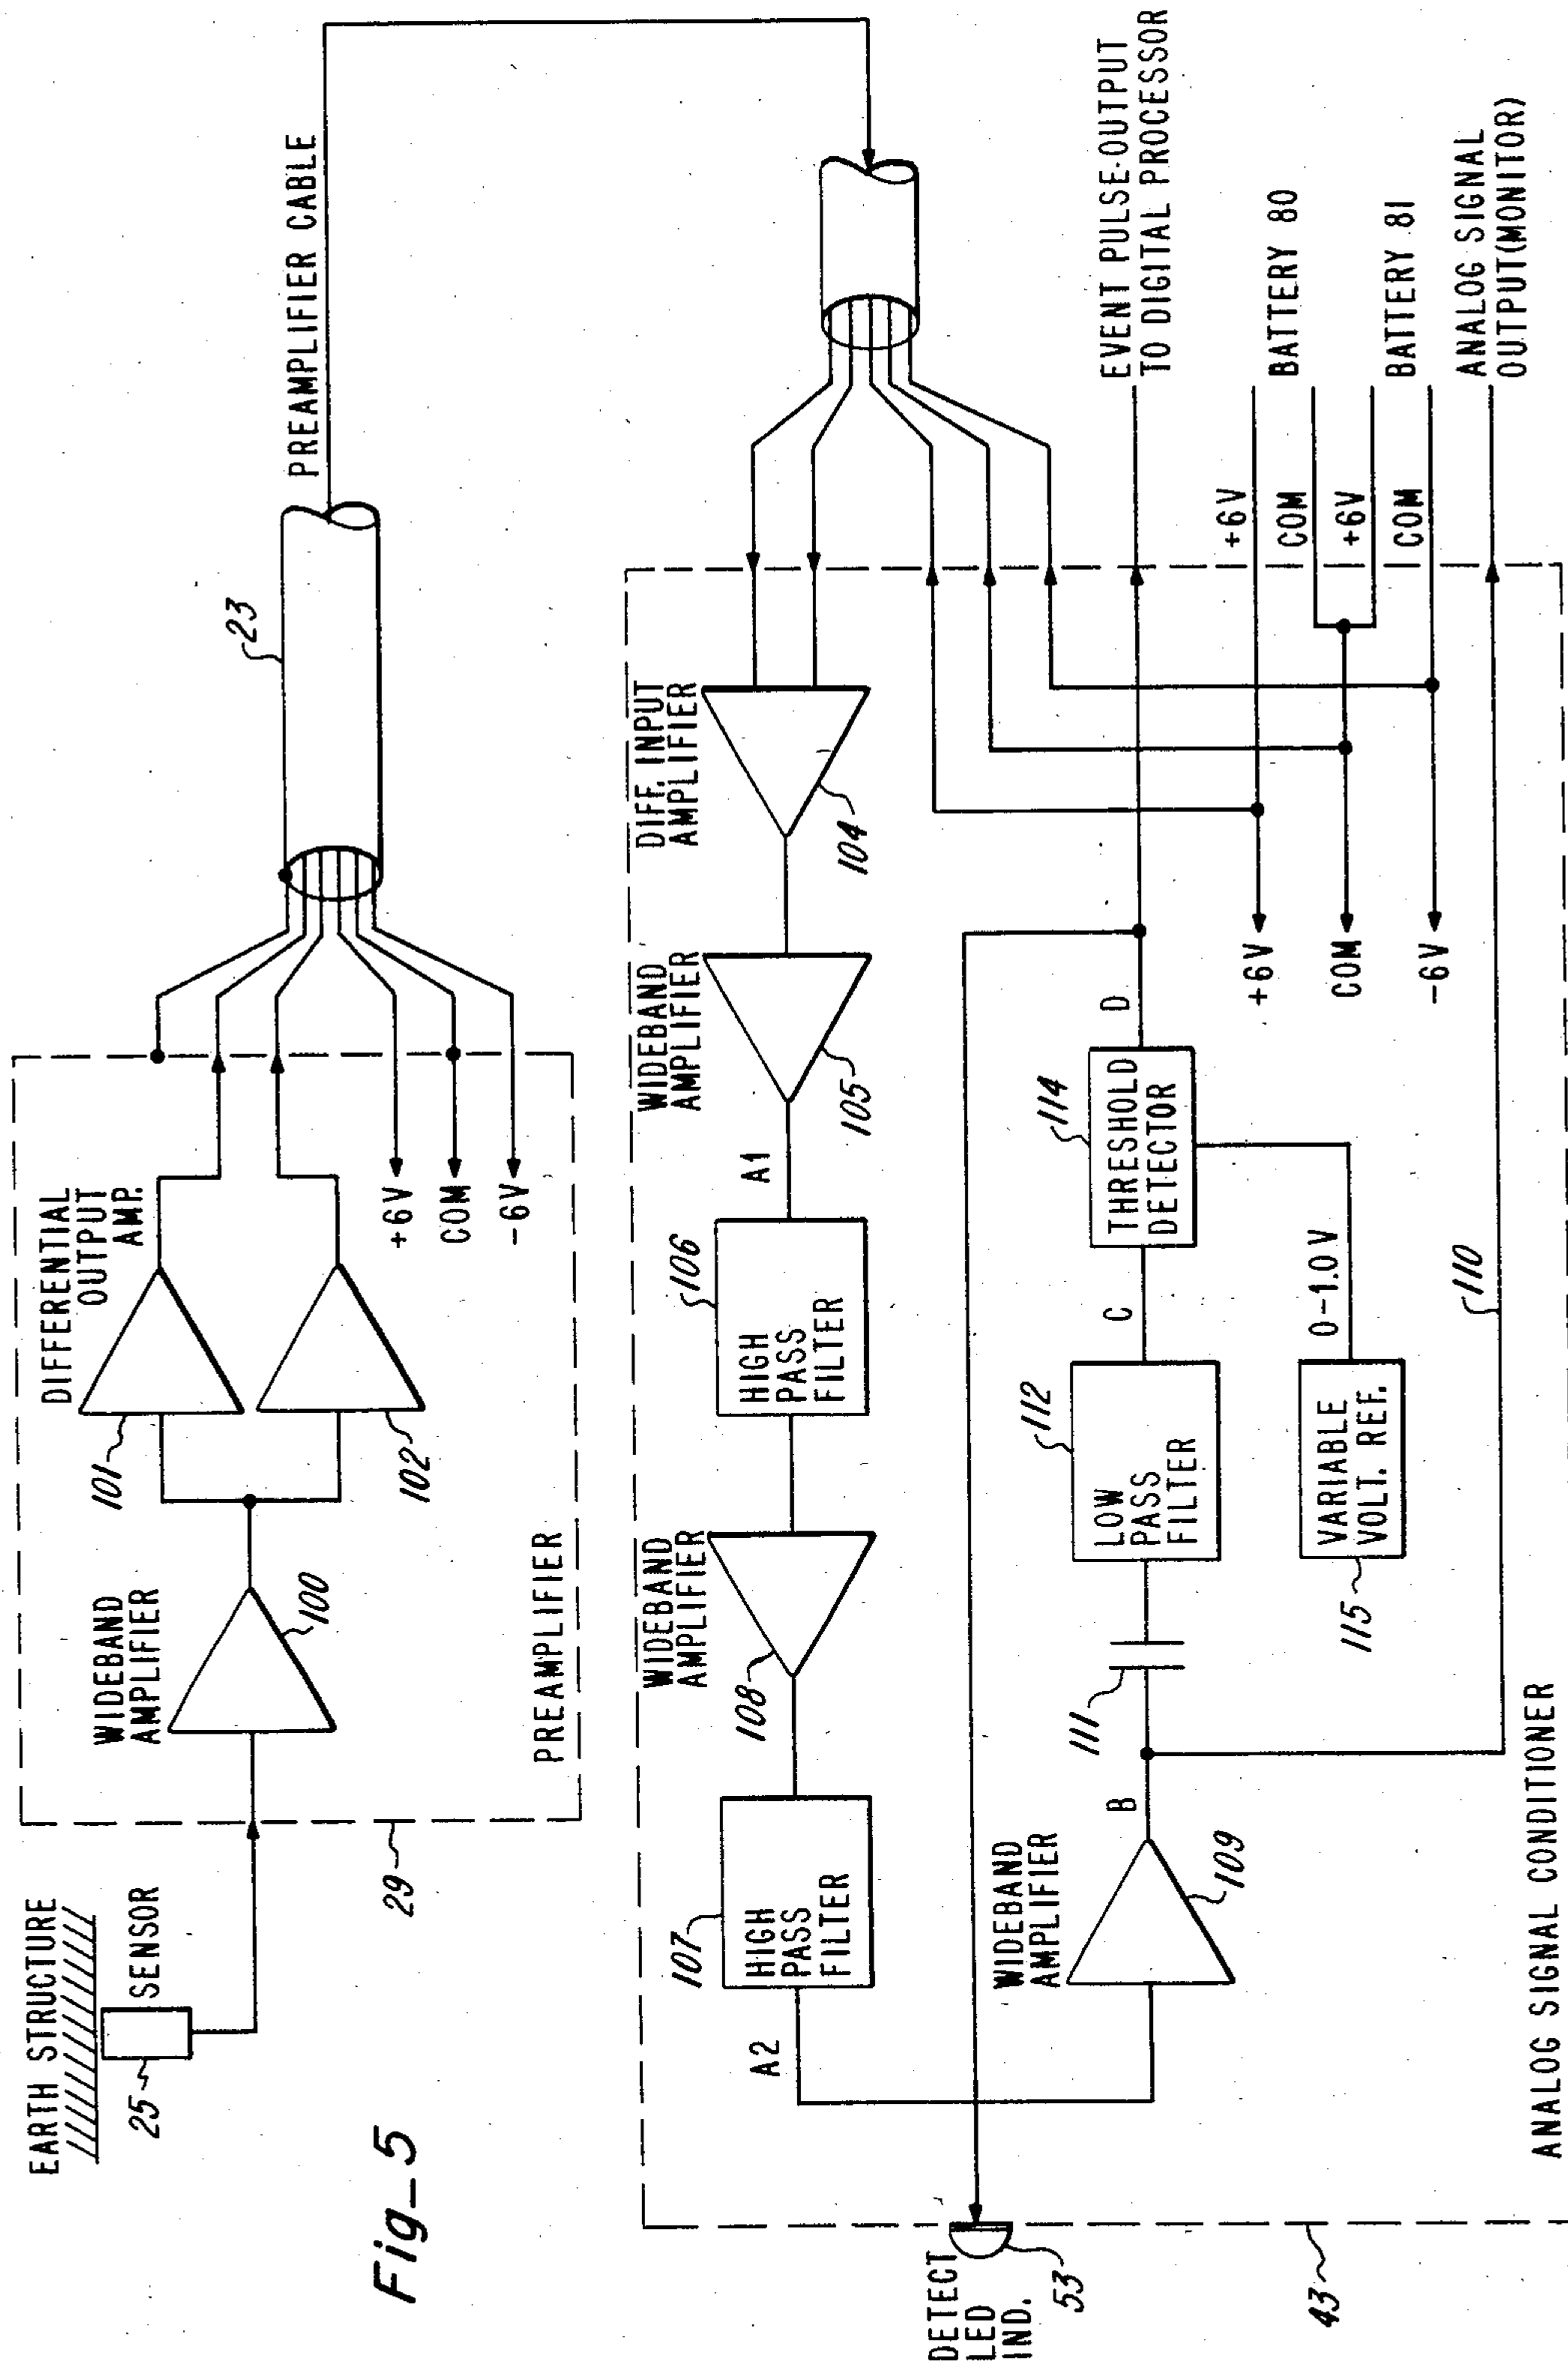 EARTH STRUCTURE
SENSOR
25
WIDEBAND
AMPLIFIER
100
DIFFERENTIAL
OUTPUT
AMP.
101
102
+6V
COM
-6V
PREAMPLIFIER
29
23
PREAMPLIFIER CABLE
Fig_5
DIFF. INPUT
AMPLIFIER
104
WIDEBAND
AMPLIFIER
105
A1
106
HIGH
PASS
FILTER
WIDEBAND
AMPLIFIER
108
107
HIGH
PASS
FILTER
A2
DETECT
LED
IND.
53
WIDEBAND
AMPLIFIER
109
B
111
112
LOW
PASS
FILTER
C
114
THRESHOLD
DETECTOR
D
115
VARIABLE
VOLT. REF.
0-1.0V
+6V
COM
-6V
110
EVENT PULSE-OUTPUT
TO DIGITAL PROCESSOR
+6V
BATTERY 80
COM
+6V
BATTERY 81
COM
ANALOG SIGNAL
OUTPUT(MONITOR)
43
ANALOG SIGNAL CONDITIONER